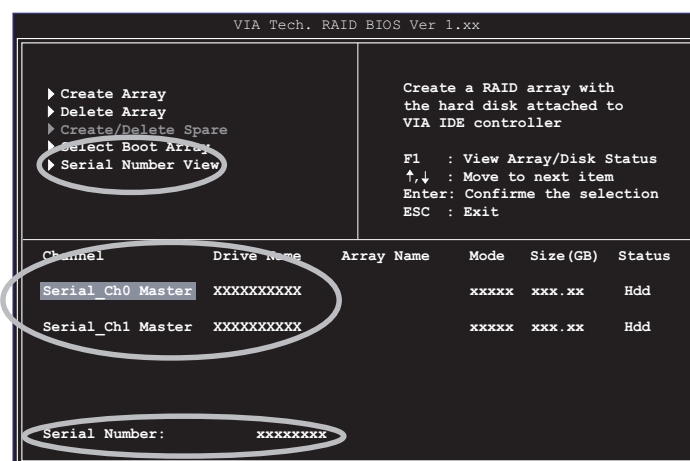 VIA Tech. RAID BIOS Ver 1.xx
Create Array
Delete Array
Create/Delete Spare
Select Boot Array
Serial Number View
Create a RAID array with
the hard disk attached to
VIA IDE controller
F1 : View Array/Disk Status
↑,↓ : Move to next item
Enter: Confirme the selection
ESC : Exit
Channel Drive Name Array Name Mode Size(GB) Status
Serial_Ch0 Master XXXXXXXXXX xxxxx xxx.xx Hdd
Serial_Ch1 Master XXXXXXXXXX xxxxx xxx.xx Hdd
Serial Number: xxxxxxxx